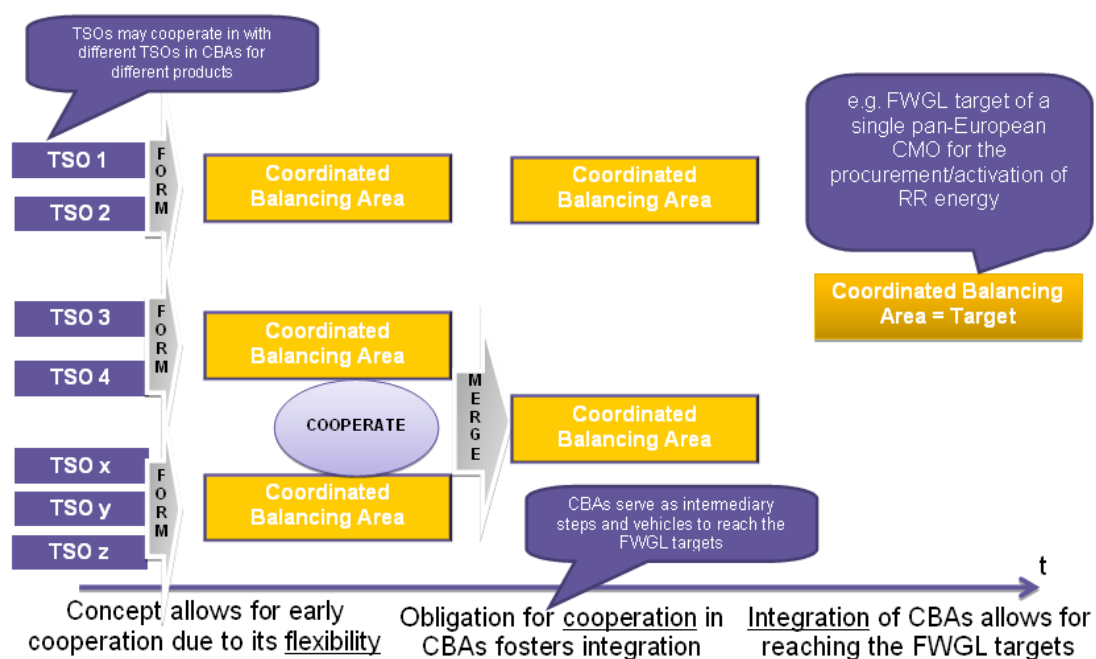 TSOs may cooperate in with
different TSOs in CBAs for
different products
e.g. FWGL target of a
single pan-European
CMO for the
procurement/activation of
RR energy
TSO 1
TSO 2
FORM
Coordinated
Balancing Area
Coordinated
Balancing Area
Coordinated Balancing
Area = Target
TSO 3
TSO 4
FORM
Coordinated
Balancing Area
COOPERATE
MERGE
Coordinated
Balancing Area
TSO x
TSO y
TSO z
FORM
Coordinated
Balancing Area
CBAs serve as intermediary
steps and vehicles to reach the
FWGL targets
t
Concept allows for early
cooperation due to its flexibility
Obligation for cooperation in
CBAs fosters integration
Integration of CBAs allows for
reaching the FWGL targets